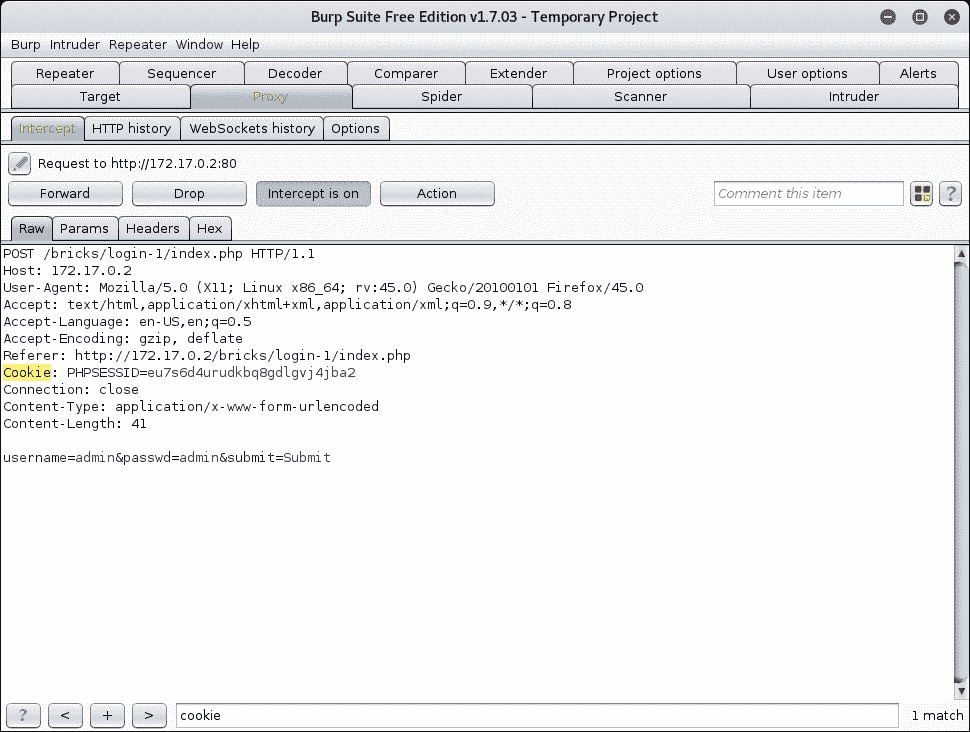 Burp Suite Free Edition v1.7.03 - Temporary Project
Burp Intruder Repeater Window Help
Repeater Sequencer Decoder Comparer Extender Project options User options Alerts
Target Proxy Spider Scanner Intruder
Intercept HTTP history WebSockets history Options
Request to http://172.17.0.2:80
Forward Drop Intercept is on Action Comment this item ?
Raw Params Headers Hex
POST /bricks/login-1/index.php HTTP/1.1
Host: 172.17.0.2
User-Agent: Mozilla/5.0 (X11; Linux x86_64; rv:45.0) Gecko/20100101 Firefox/45.0
Accept: text/html,application/xhtml+xml,application/xml;q=0.9,*/*;q=0.8
Accept-Language: en-US,en;q=0.5
Accept-Encoding: gzip, deflate
Referer: http://172.17.0.2/bricks/login-1/index.php
Cookie: PHPSESSID=eu7s6d4urudkbq8gdlgvj4jba2
Connection: close
Content-Type: application/x-www-form-urlencoded
Content-Length: 41
username=admin&passwd=admin&submit=Submit
? < + > cookie 1 match